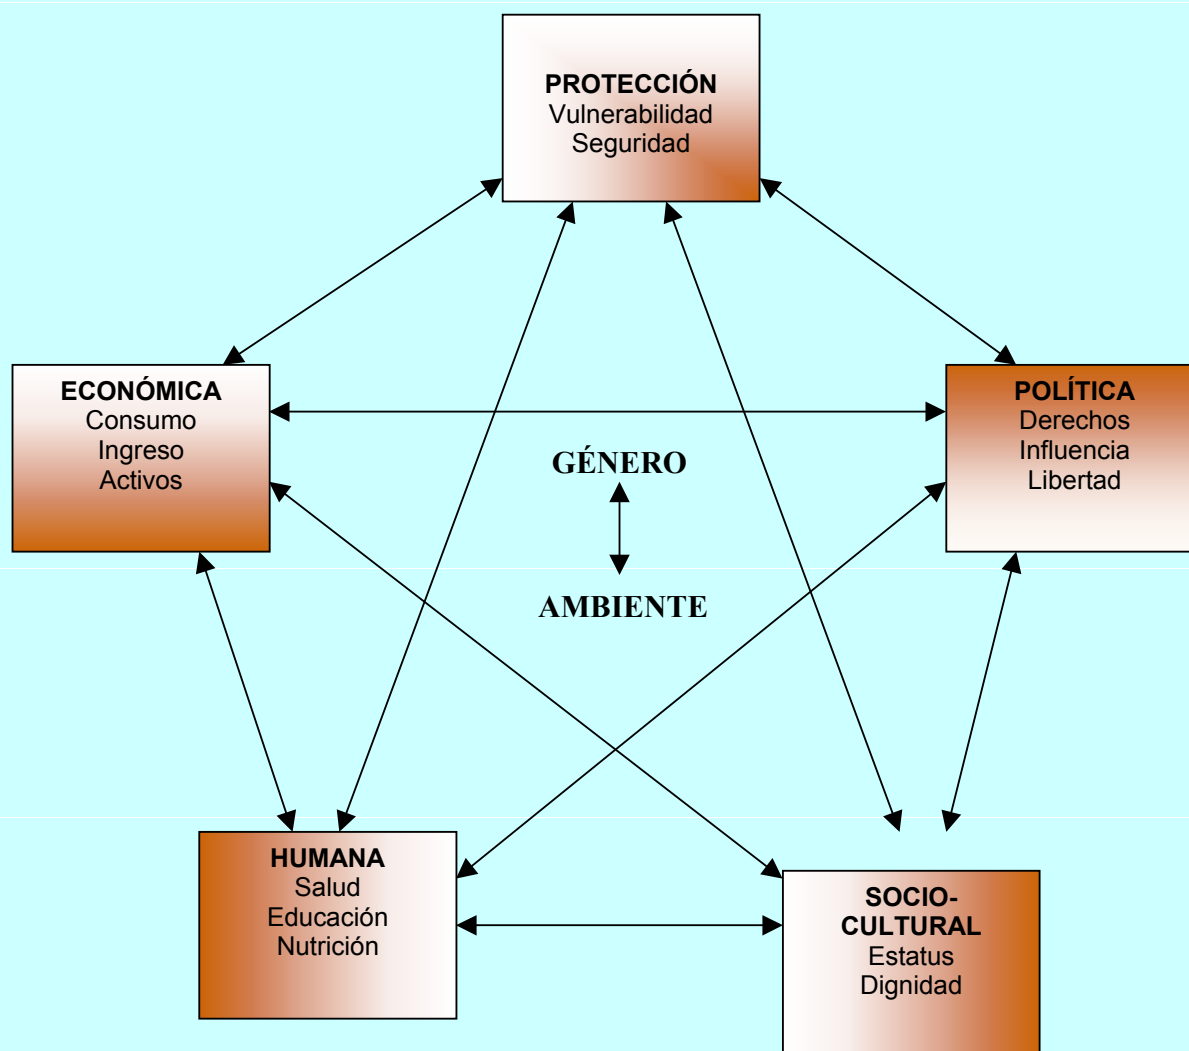 PROTECCIÓN
Vulnerabilidad
Seguridad
ECONÓMICA
Consumo
Ingreso
Activos
POLÍTICA
Derechos
Influencia
Libertad
GÉNERO
AMBIENTE
HUMANA
Salud
Educación
Nutrición
SOCIO-
CULTURAL
Estatus
Dignidad